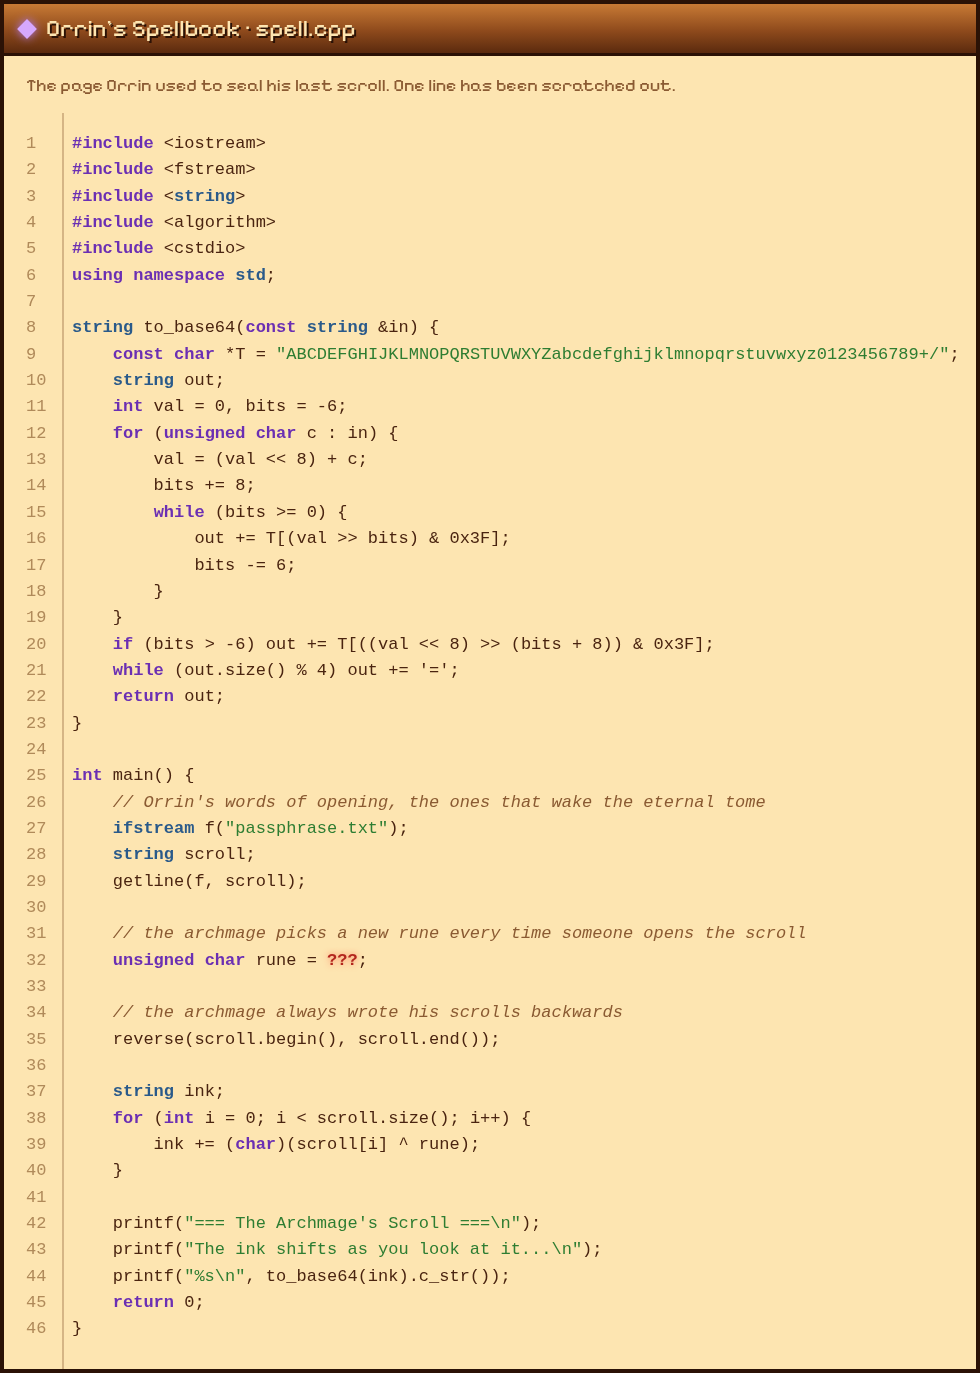 Orrin's Spellbook · spell.cpp
The page Orrin used to seal his last scroll. One line has been scratched out.
1 #include <iostream>
2 #include <fstream>
3 #include <string>
4 #include <algorithm>
5 #include <cstdio>
6 using namespace std;
7
8 string to_base64(const string &in) {
9     const char *T = "ABCDEFGHIJKLMNOPQRSTUVWXYZabcdefghijklmnopqrstuvwxyz0123456789+/";
10     string out;
11     int val = 0, bits = -6;
12     for (unsigned char c : in) {
13         val = (val << 8) + c;
14         bits += 8;
15         while (bits >= 0) {
16             out += T[(val >> bits) & 0x3F];
17             bits -= 6;
18         }
19     }
20     if (bits > -6) out += T[((val << 8) >> (bits + 8)) & 0x3F];
21     while (out.size() % 4) out += '=';
22     return out;
23 }
24
25 int main() {
26     // Orrin's words of opening, the ones that wake the eternal tome
27     ifstream f("passphrase.txt");
28     string scroll;
29     getline(f, scroll);
30
31     // the archmage picks a new rune every time someone opens the scroll
32     unsigned char rune = ???;
33
34     // the archmage always wrote his scrolls backwards
35     reverse(scroll.begin(), scroll.end());
36
37     string ink;
38     for (int i = 0; i < scroll.size(); i++) {
39         ink += (char)(scroll[i] ^ rune);
40     }
41
42     printf("=== The Archmage's Scroll ===\n");
43     printf("The ink shifts as you look at it...\n");
44     printf("%s\n", to_base64(ink).c_str());
45     return 0;
46 }